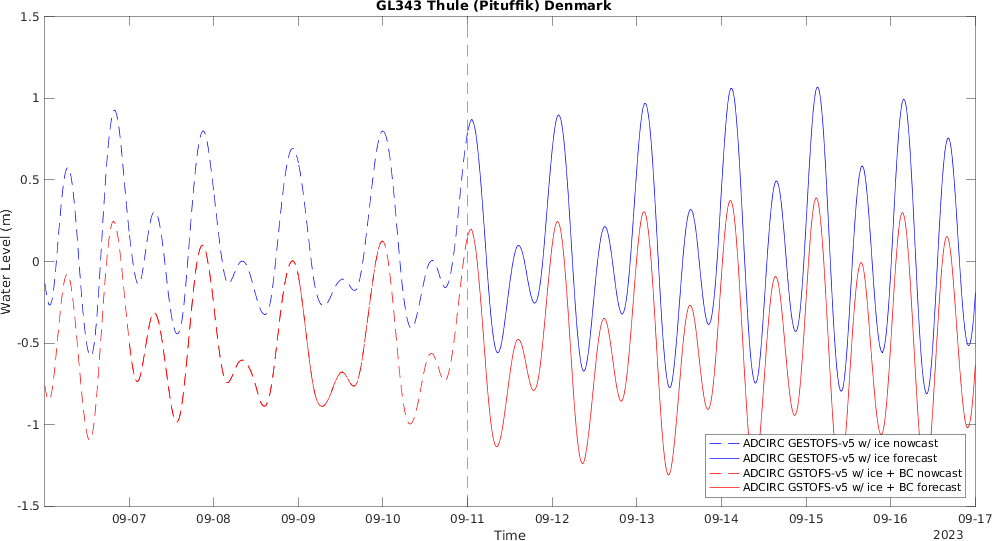 GL343 Thule (Pituffik) Denmark
1.5
1
0.5
0
-0.5
-1
-1.5
Water Level (m)
ADCIRC GESTOFS-v5 w/ ice nowcast
ADCIRC GESTOFS-v5 w/ ice forecast
ADCIRC GSTOFS-v5 w/ ice + BC nowcast
ADCIRC GSTOFS-v5 w/ ice + BC forecast
09-07 09-08 09-09 09-10 09-11 09-12 09-13 09-14 09-15 09-16 09-17
Time
2023